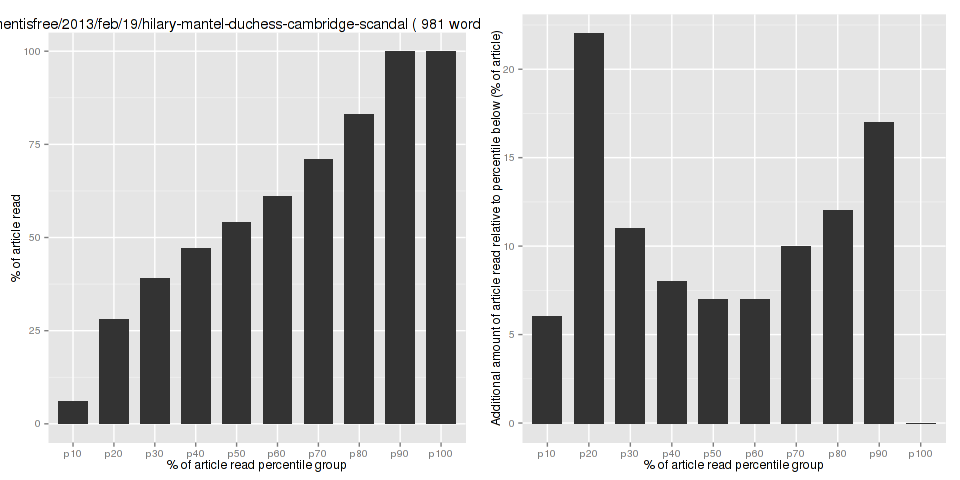 mentisfree/2013/feb/19/hilary-mantel-duchess-cambridge-scandal ( 981 word
% of article read
100
75
50
25
0
p10 p20 p30 p40 p50 p60 p70 p80 p90 p100
% of article read percentile group
Additional amount of article read relative to percentile below (% of article)
20
15
10
5
0
p10 p20 p30 p40 p50 p60 p70 p80 p90 p100
% of article read percentile group